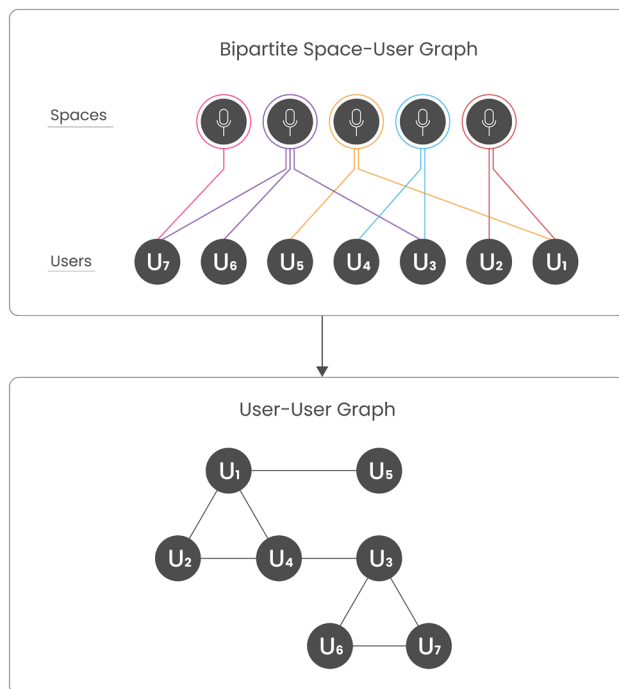 Bipartite Space-User Graph
Spaces
Users
U₇ U₆ U₅ U₄ U₃ U₂ U₁
User-User Graph
U₁ U₅
U₂ U₄ U₃
U₆ U₇